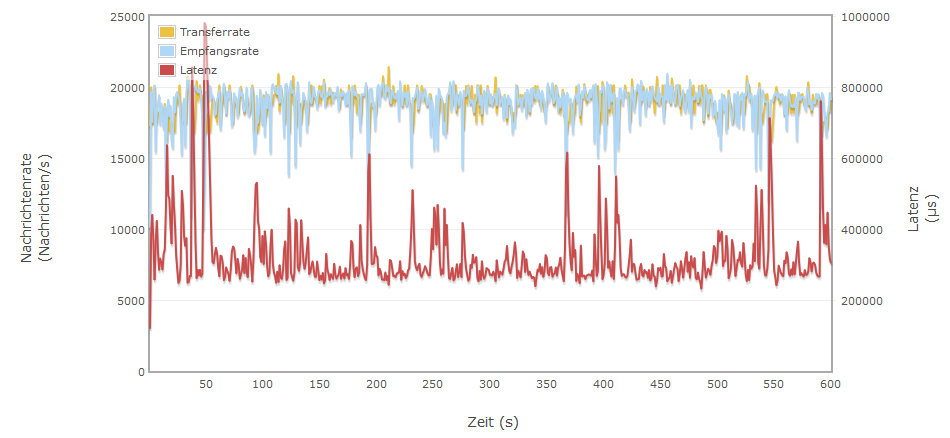 25000
20000
15000
10000
5000
0
Nachrichtenrate
(Nachrichten/s)
Transferrate
Empfangsrate
Latenz
1000000
800000
600000
400000
200000
Latenz
(µs)
50 100 150 200 250 300 350 400 450 500 550 600
Zeit (s)